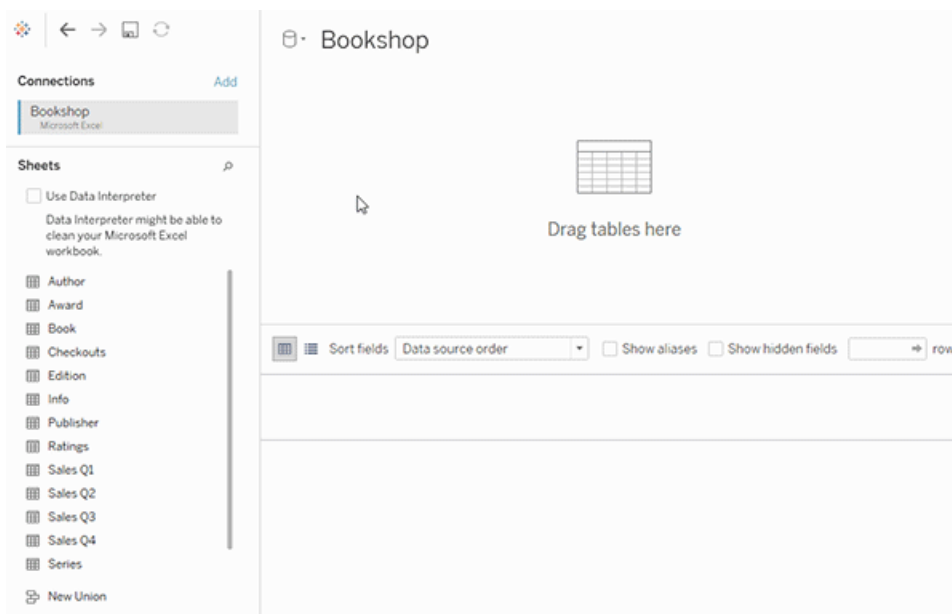 Bookshop
Connections Add
Bookshop
Microsoft Excel
Drag tables here
Sheets
Use Data Interpreter
Data Interpreter might be able to
clean your Microsoft Excel
workbook.
Author
Award
Book
Checkouts
Edition
Info
Publisher
Ratings
Sales Q1
Sales Q2
Sales Q3
Sales Q4
Series
New Union
Sort fields Data source order Show aliases Show hidden fields row